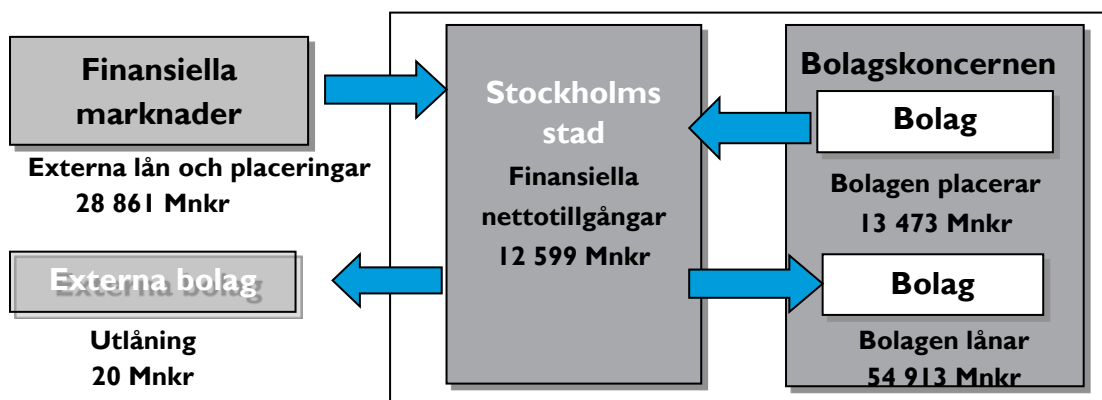 Finansiella
marknader
Externa lån och placeringar
28 861 Mnkr
Externa bolag
Utlåning
20 Mnkr
Stockholms
stad
Finansiella
nettotillgångar
12 599 Mnkr
Bolagskoncernen
Bolag
Bolagen placerar
13 473 Mnkr
Bolag
Bolagen lånar
54 913 Mnkr